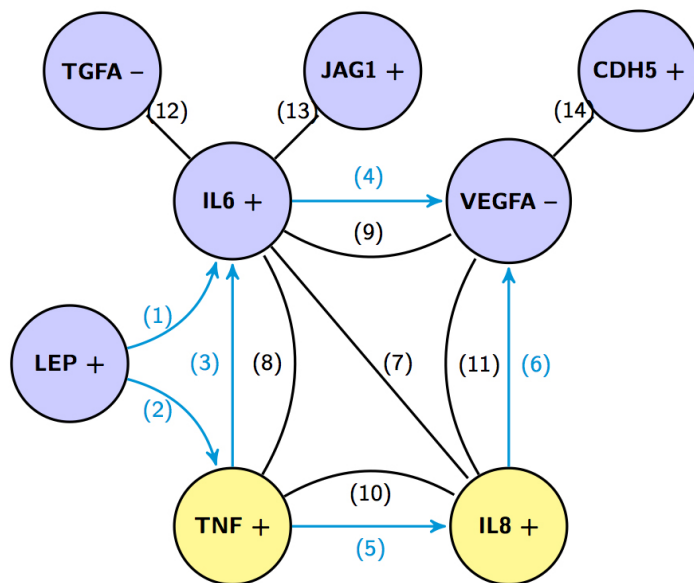 TGFA –
JAG1 +
CDH5 +
(12)
(13)
(14)
IL6 +
(4)
VEGFA –
(9)
(1)
LEP +
(3)
(8)
(7)
(11)
(6)
(2)
(10)
TNF +
IL8 +
(5)